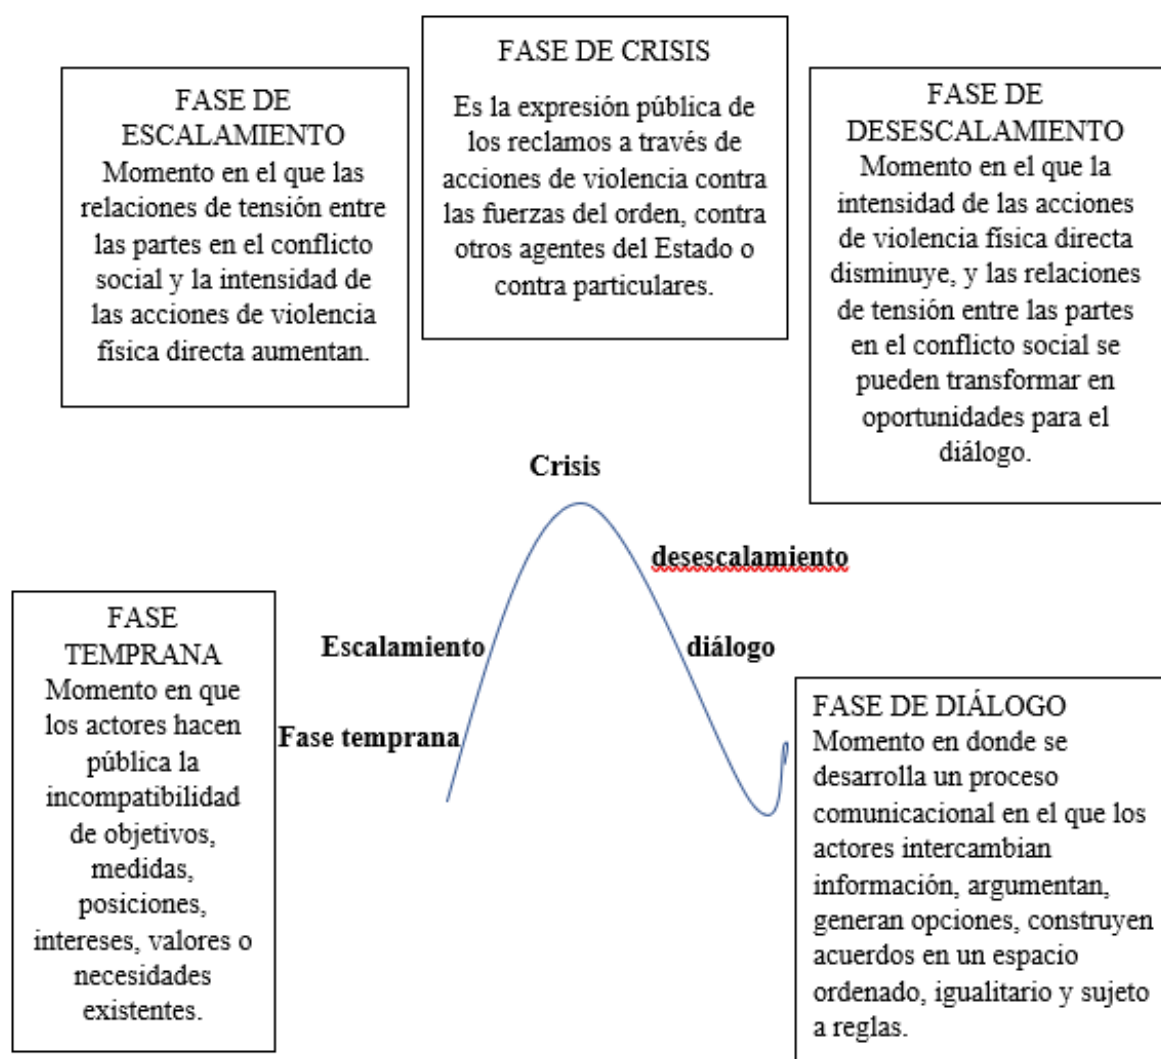 FASE DE CRISIS
Es la expresión pública de
los reclamos a través de
acciones de violencia contra
las fuerzas del orden, contra
otros agentes del Estado o
contra particulares.
FASE DE
ESCALAMIENTO
Momento en el que las
relaciones de tensión entre
las partes en el conflicto
social y la intensidad de
las acciones de violencia
física directa aumentan.
FASE DE
DESESCALAMIENTO
Momento en el que la
intensidad de las acciones
de violencia física directa
disminuye, y las relaciones
de tensión entre las partes
en el conflicto social se
pueden transformar en
oportunidades para el
diálogo.
Crisis
desescalamiento
Escalamiento
diálogo
Fase temprana
FASE
TEMPRANA
Momento en que
los actores hacen
pública la
incompatibilidad
de objetivos,
medidas,
posiciones,
intereses, valores o
necesidades
existentes.
FASE DE DIÁLOGO
Momento en donde se
desarrolla un proceso
comunicacional en el que los
actores intercambian
información, argumentan,
generan opciones, construyen
acuerdos en un espacio
ordenado, igualitario y sujeto
a reglas.